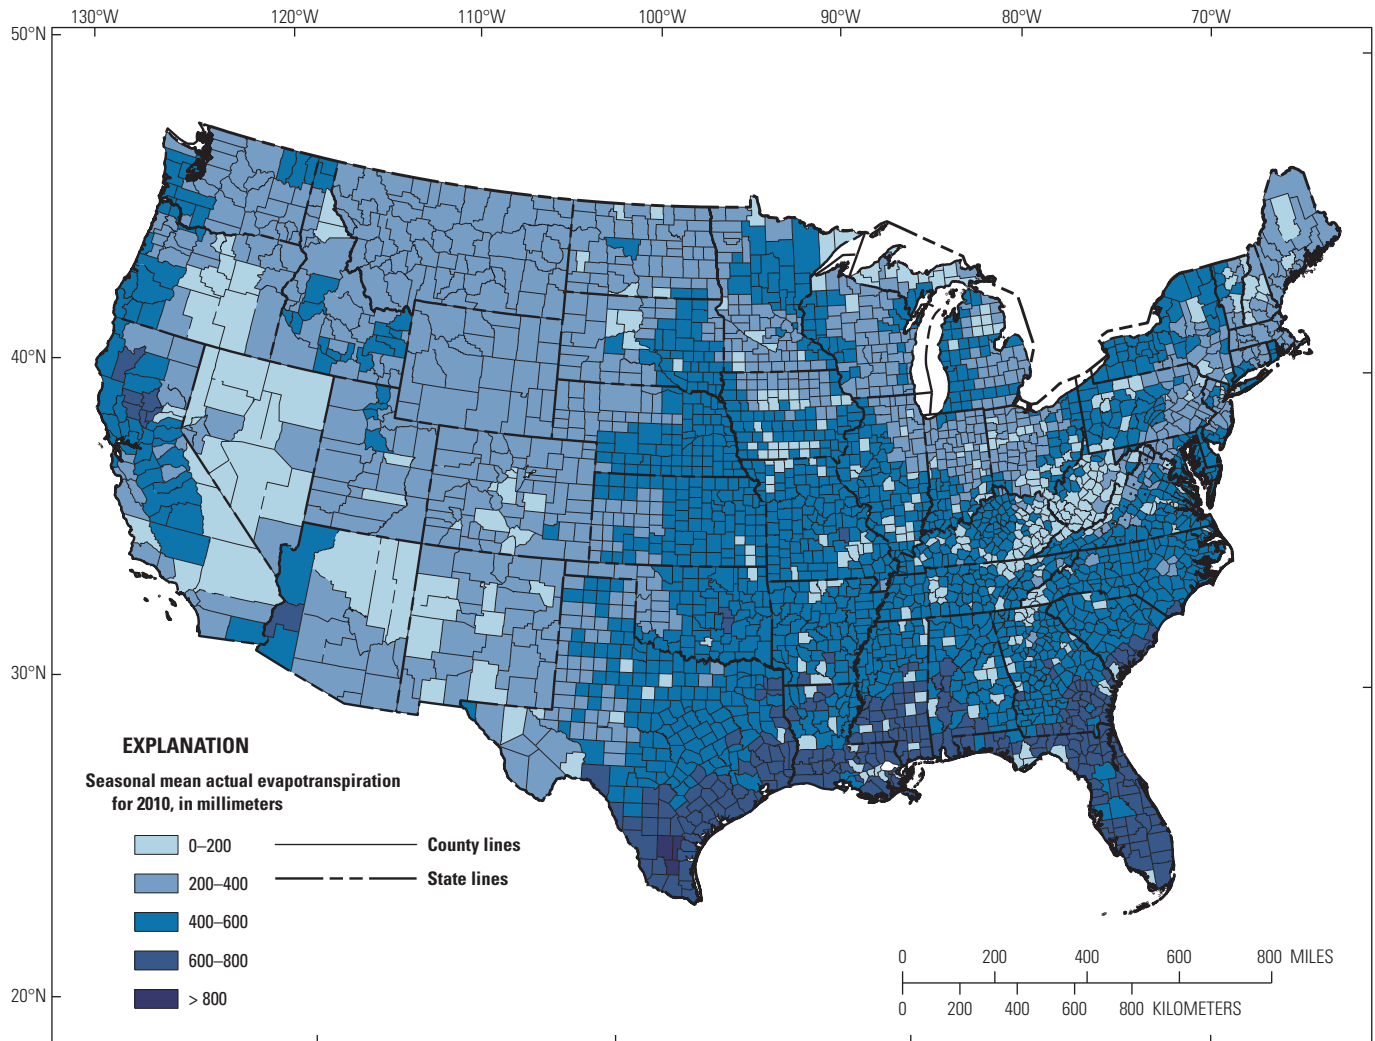 130°W 120°W 110°W 100°W 90°W 80°W 70°W
50°N
40°N
30°N
20°N
EXPLANATION
Seasonal mean actual evapotranspiration
for 2010, in millimeters
0–200
200–400
400–600
600–800
> 800
County lines
State lines
0 200 400 600 800 MILES
0 200 400 600 800 KILOMETERS